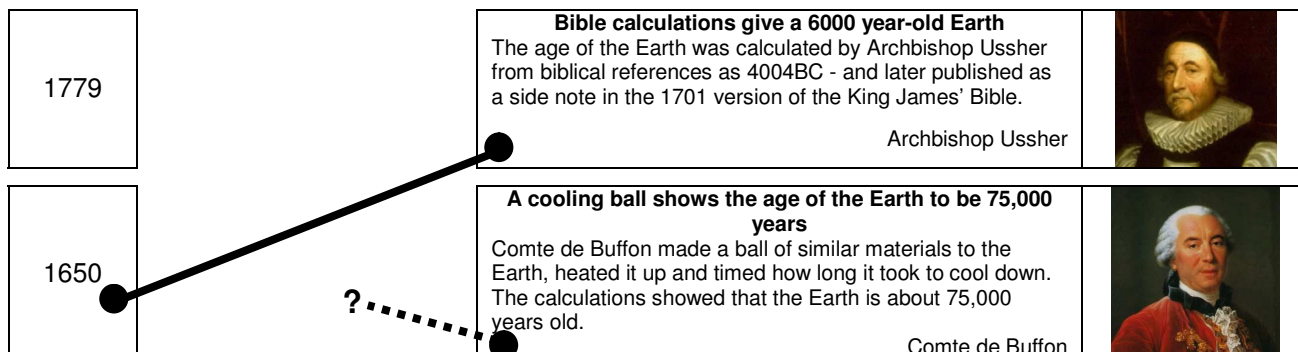 1779
Bible calculations give a 6000 year-old Earth
The age of the Earth was calculated by Archbishop Ussher
from biblical references as 4004BC - and later published as
a side note in the 1701 version of the King James' Bible.
Archbishop Ussher
1650
A cooling ball shows the age of the Earth to be 75,000
years
Comte de Buffon made a ball of similar materials to the
Earth, heated it up and timed how long it took to cool down.
The calculations showed that the Earth is about 75,000
years old.
?
Comte de Buffon